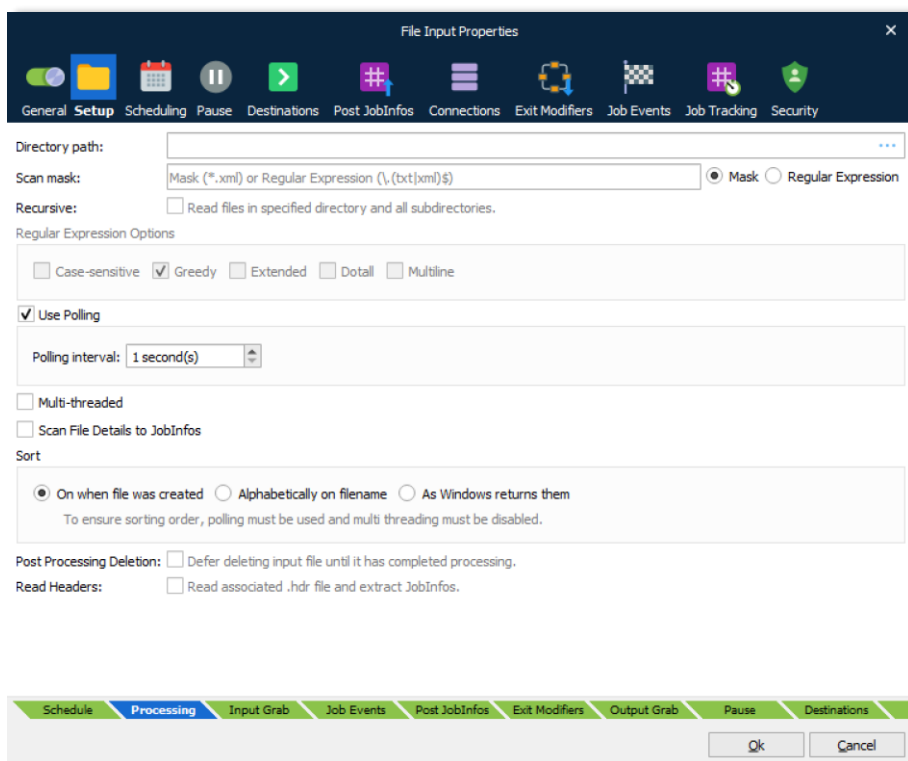 File Input Properties
General Setup Scheduling Pause Destinations Post JobInfos Connections Exit Modifiers Job Events Job Tracking Security
Directory path: ...
Scan mask: Mask (*.xml) or Regular Expression (\.(txt|xml)$) Mask Regular Expression
Recursive: Read files in specified directory and all subdirectories.
Regular Expression Options
Case-sensitive Greedy Extended Dotall Multiline
Use Polling
Polling interval: 1 second(s)
Multi-threaded
Scan File Details to JobInfos
Sort
On when file was created Alphabetically on filename As Windows returns them
To ensure sorting order, polling must be used and multi threading must be disabled.
Post Processing Deletion: Defer deleting input file until it has completed processing.
Read Headers: Read associated .hdr file and extract JobInfos.
Schedule Processing Input Grab Job Events Post JobInfos Exit Modifiers Output Grab Pause Destinations
Ok Cancel